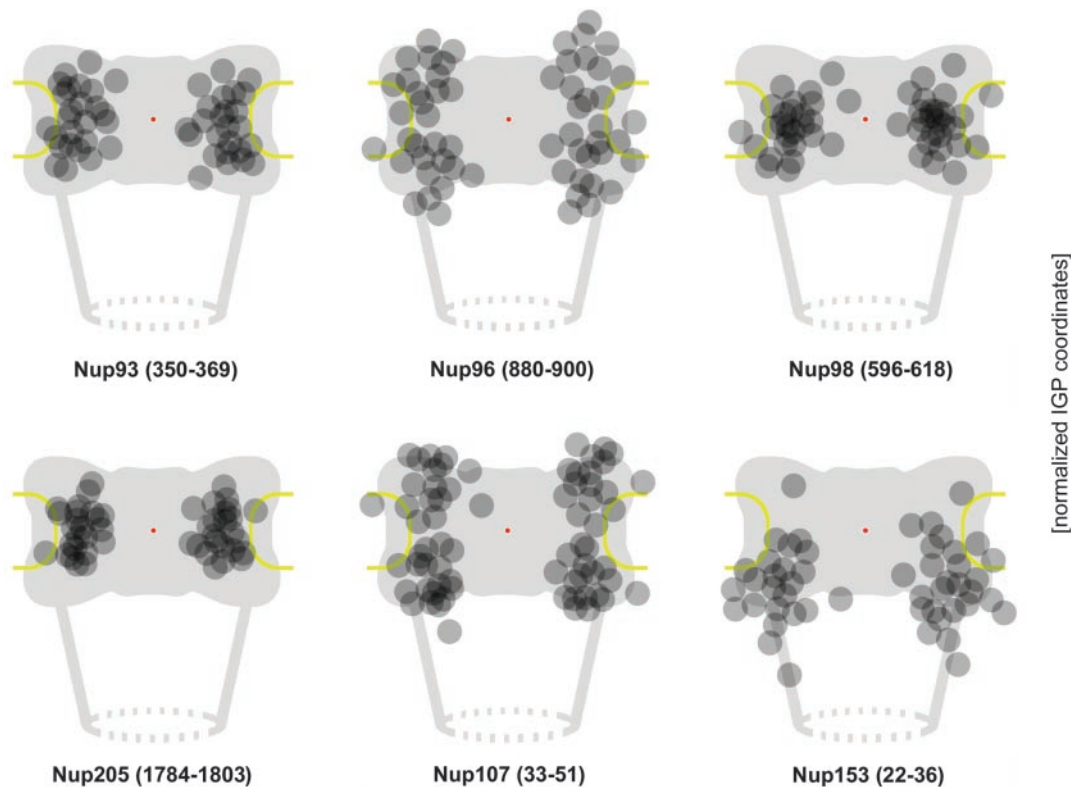 Nup93 (350-369)
Nup96 (880-900)
Nup98 (596-618)
Nup205 (1784-1803)
Nup107 (33-51)
Nup153 (22-36)
[normalized IGP coordinates]